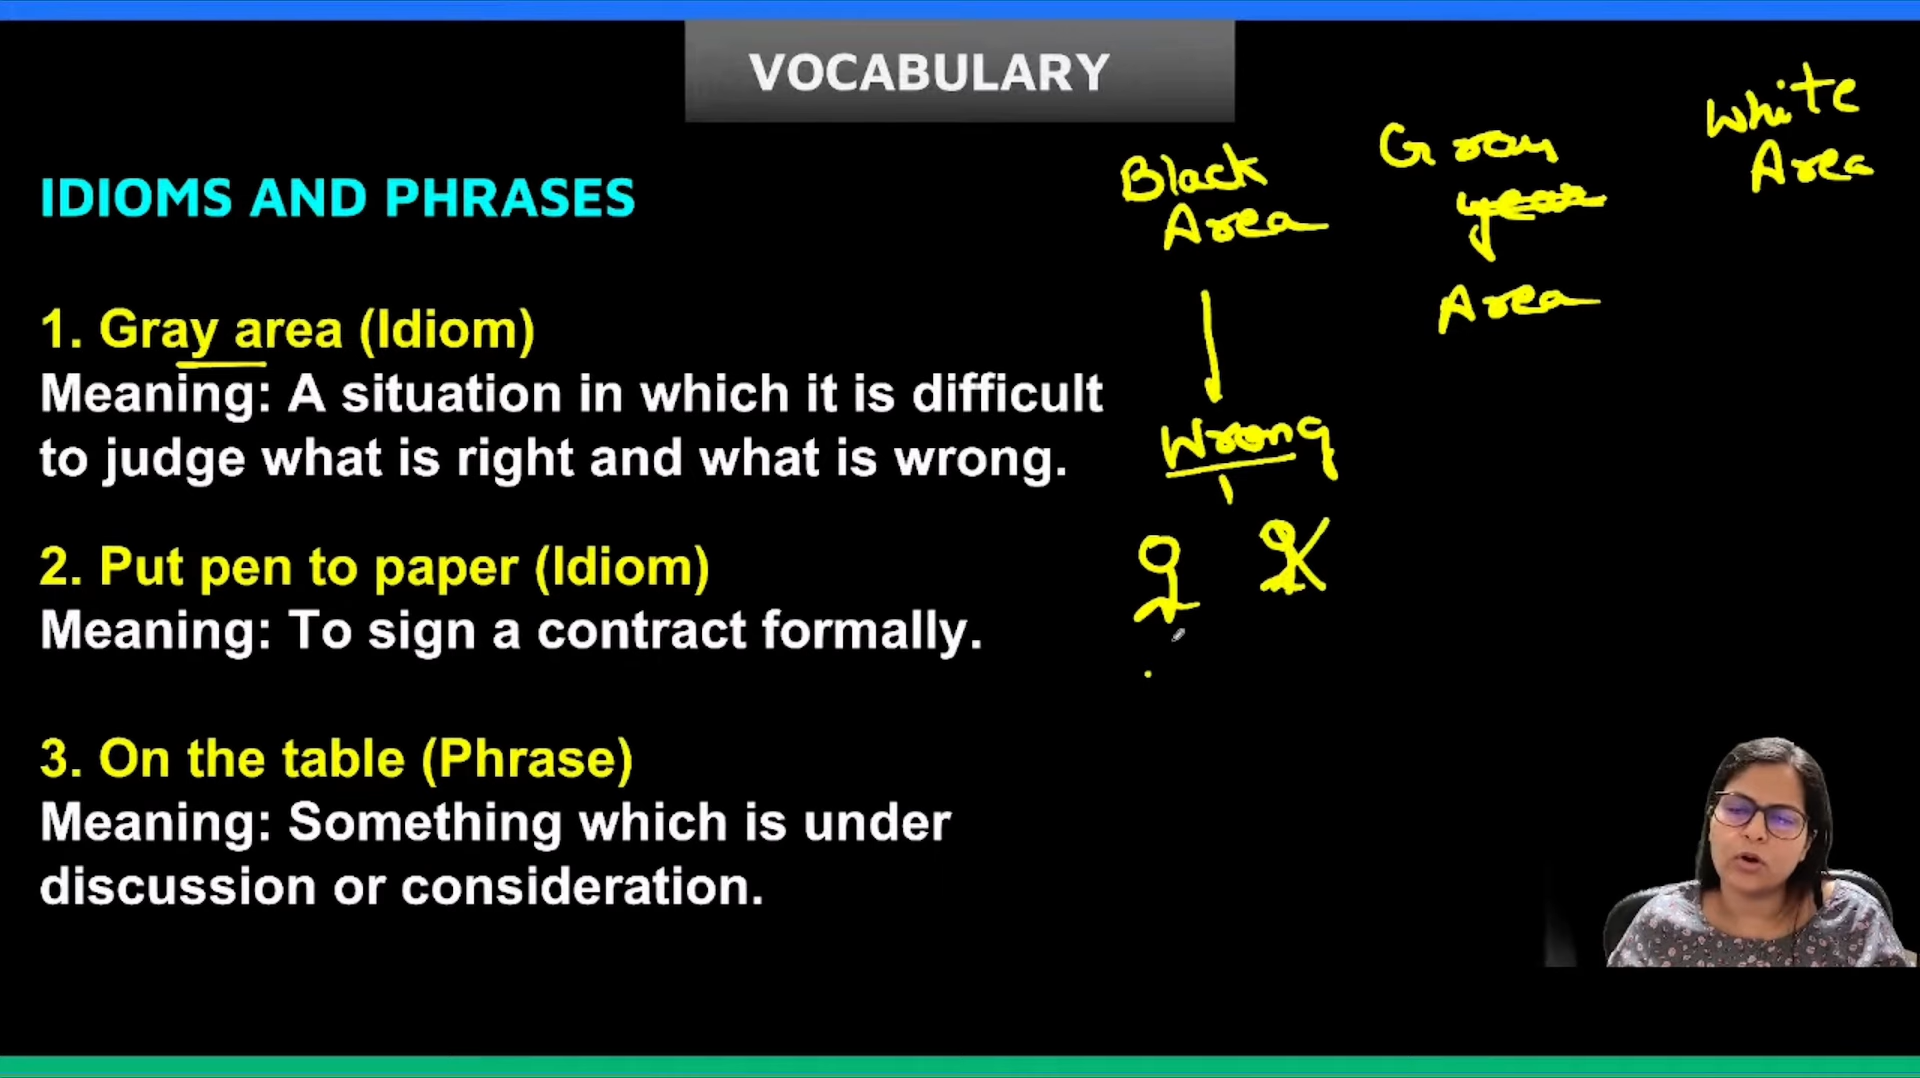 VOCABULARY
IDIOMS AND PHRASES
1. Gray area (Idiom)
Meaning: A situation in which it is difficult
to judge what is right and what is wrong.
2. Put pen to paper (Idiom)
Meaning: To sign a contract formally.
3. On the table (Phrase)
Meaning: Something which is under
discussion or consideration.
Black
Area
Wrong
Gray
Area
White
Area